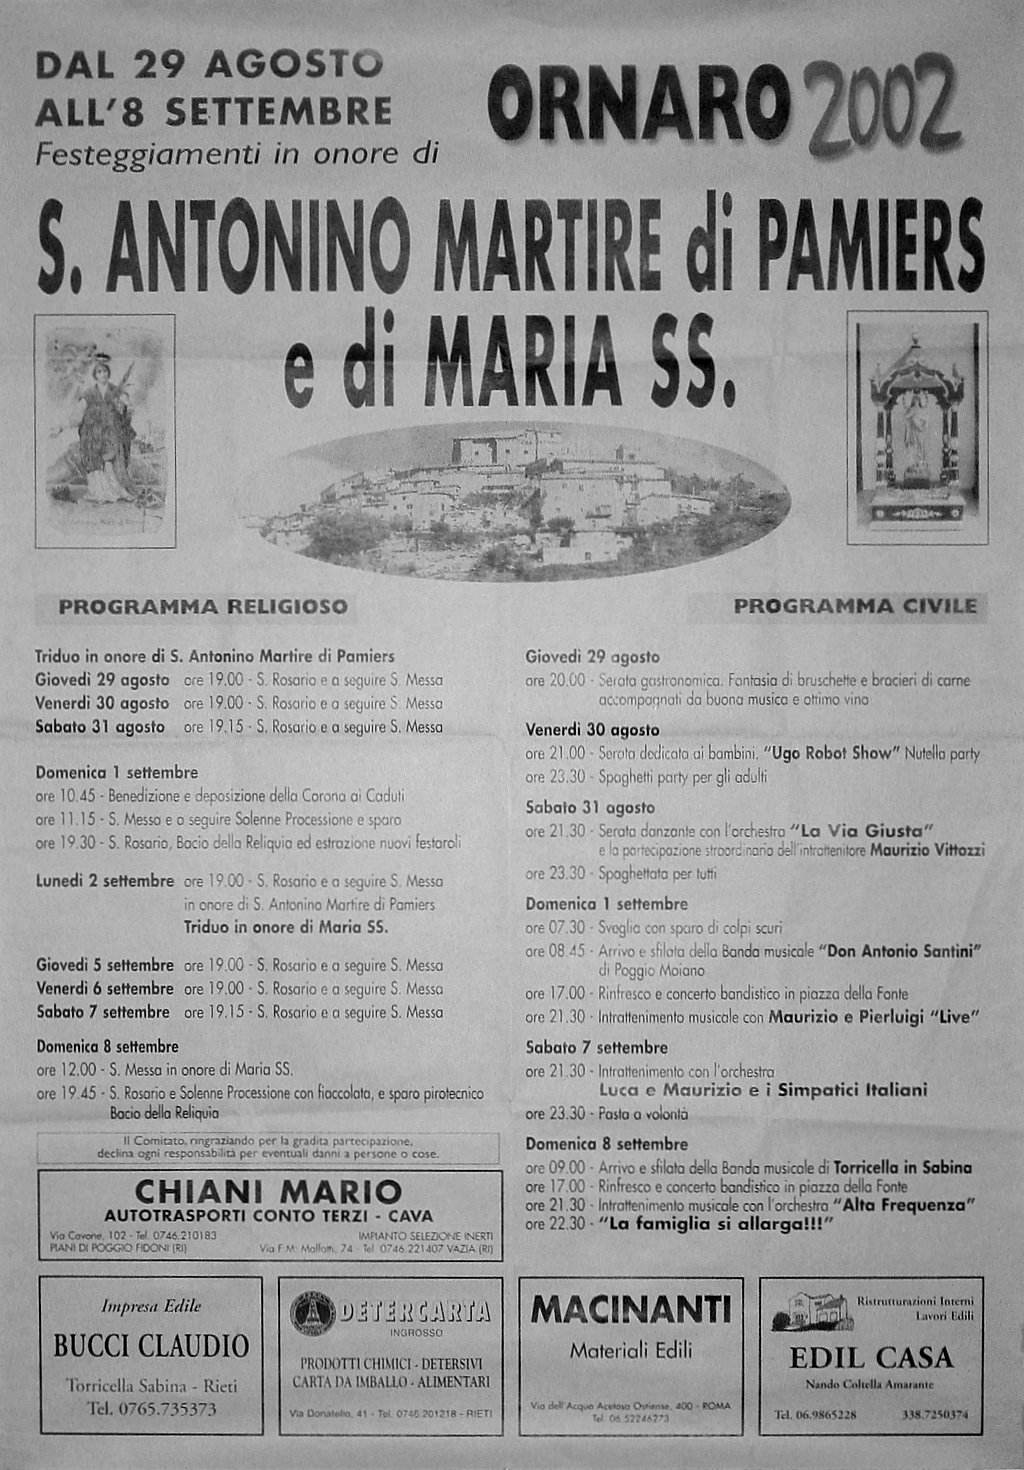 DAL 29 AGOSTO
ALL'8 SETTEMBRE
Festeggiamenti in onore di
ORNARO 2002
S. ANTONINO MARTIRE di PAMIERS
e di MARIA SS.
PROGRAMMA RELIGIOSO
Triduo in onore di S. Antonino Martire di Pamiers
Giovedì 29 agosto ore 19.00 - S. Rosario e a seguire S. Messa
Venerdì 30 agosto ore 19.00 - S. Rosario e a seguire S. Messa
Sabato 31 agosto ore 19.15 - S. Rosario e a seguire S. Messa
Domenica 1 settembre
ore 10.45 - Benedizione e deposizione della Corona ai Caduti
ore 11.15 - S. Messa e a seguire Solenne Processione e sparo
ore 19.30 - S. Rosario, Bacio della Reliquia ed estrazione nuovi festaroli
Lunedì 2 settembre ore 19.00 - S. Rosario e a seguire S. Messa
in onore di S. Antonino Martire di Pamiers
Triduo in onore di Maria SS.
Giovedì 5 settembre ore 19.00 - S. Rosario e a seguire S. Messa
Venerdì 6 settembre ore 19.00 - S. Rosario e a seguire S. Messa
Sabato 7 settembre ore 19.15 - S. Rosario e a seguire S. Messa
Domenica 8 settembre
ore 12.00 - S. Messa in onore di Maria SS.
ore 19.45 - S. Rosario e Solenne Processione con fiaccolata, e sparo pirotecnico
Bacio della Reliquia
Il Comitato, ringraziando per la gradita partecipazione,
declina ogni responsabilità per eventuali danni a persone o cose.
PROGRAMMA CIVILE
Giovedì 29 agosto
ore 20.00 - Serata gastronomica. Fantasia di bruschette e bracieri di carne
accompagnati da buona musica e ottimo vino
Venerdì 30 agosto
ore 21.00 - Serata dedicata ai bambini. "Ugo Robot Show" Nutella party
ore 23.30 - Spaghetti party per gli adulti
Sabato 31 agosto
ore 21.30 - Serata danzante con l'orchestra "La Via Giusta"
e la partecipazione straordinaria dell'intrattenitore Maurizio Vittozzi
ore 23.30 - Spaghettata per tutti
Domenica 1 settembre
ore 07.30 - Sveglia con sparo di colpi scuri
ore 08.45 - Arrivo e sfilata della Banda musicale "Don Antonio Santini"
di Poggio Moiano
ore 17.00 - Rinfresco e concerto bandistico in piazza della Fonte
ore 21.30 - Intrattenimento musicale con Maurizio e Pierluigi "Live"
Sabato 7 settembre
ore 21.30 - Intrattenimento con l'orchestra
Luca e Maurizio e i Simpatici Italiani
ore 23.30 - Pasta a volontà
Domenica 8 settembre
ore 09.00 - Arrivo e sfilata della Banda musicale di Torricella in Sabina
ore 17.00 - Rinfresco e concerto bandistico in piazza della Fonte
ore 21.30 - Intrattenimento musicale con l'orchestra "Alta Frequenza"
ore 22.30 - "La famiglia si allarga!!!"
CHIANI MARIO
AUTOTRASPORTI CONTO TERZI - CAVA
Via Cavone, 102 - Tel. 0746.210183
PIANI DI POGGIO FIDONI (RI)
IMPIANTO SELEZIONE INERTI
Via F.M. 74 - Tel. 0746.221407 VAZIA (RI)
Impresa Edile
BUCCI CLAUDIO
Torricella Sabina - Rieti
Tel. 0765.735373
DETERCARTA
INGROSSO
PRODOTTI CHIMICI - DETERSIVI
CARTA DA IMBALLO - ALIMENTARI
Via Donatello, 41 - Tel. 0746.201218 - RIETI
MACINANTI
Materiali Edili
Via dell'Acqua Acetosa Ostiense, 400 - ROMA
Tel. 06.52246273
Ristrutturazioni Interni
Lavori Edili
EDIL CASA
Nando Coltella Amarante
Tel. 06.9865228 338.7250374